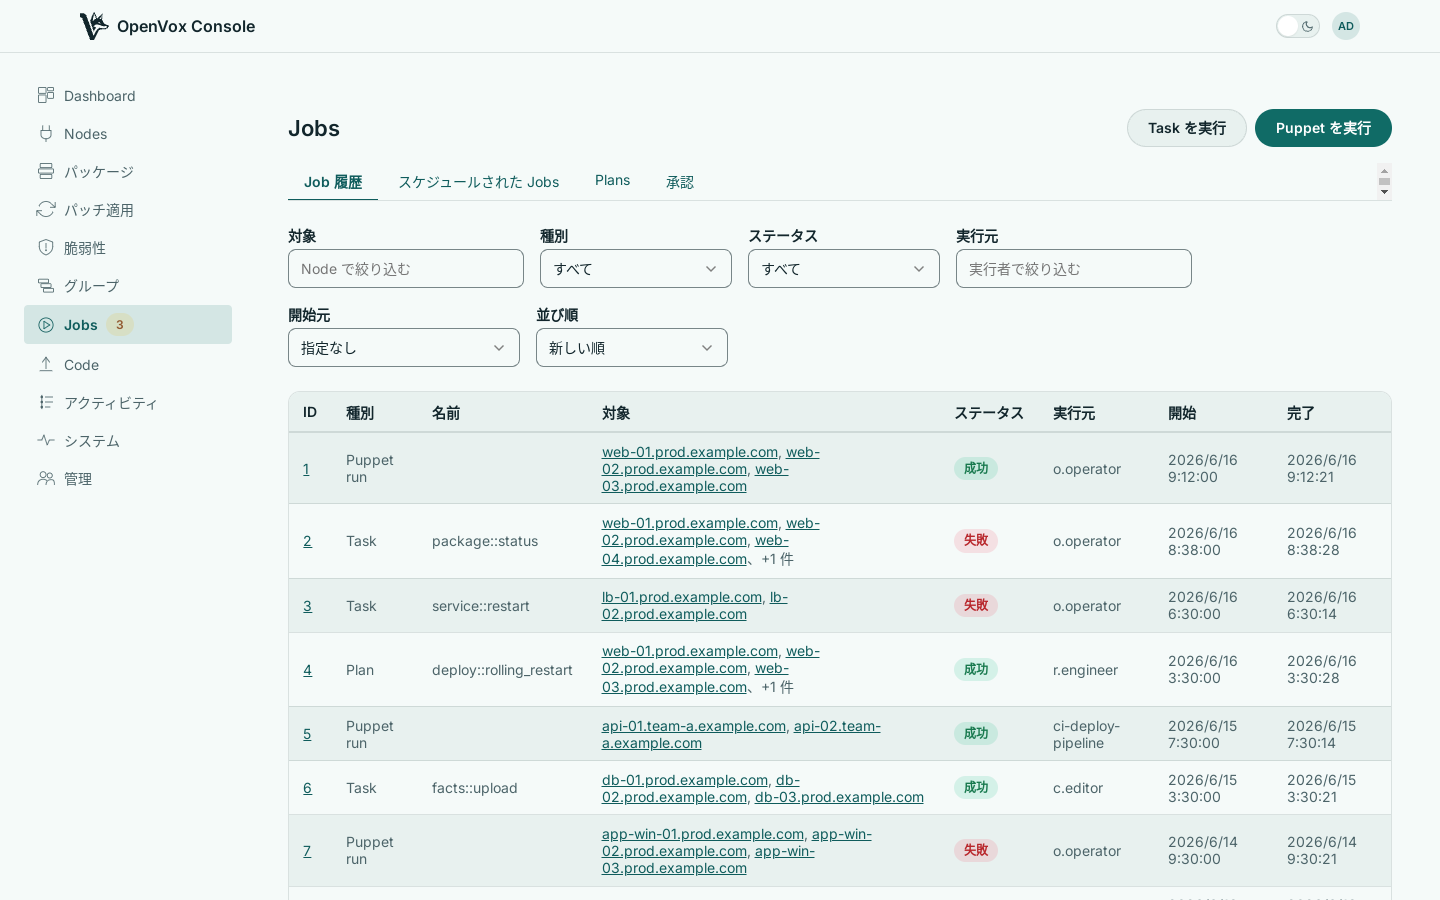 OpenVox Console
AD
Dashboard
Nodes
パッケージ
パッチ適用
脆弱性
グループ
Jobs 3
Code
アクティビティ
システム
管理
Jobs
Task を実行
Puppet を実行
Job 履歴
スケジュールされた Jobs
Plans
承認
対象
種別
ステータス
実行元
Node で絞り込む
すべて
すべて
実行者で絞り込む
開始元
並び順
指定なし
新しい順
ID 種別 名前 対象 ステータス 実行元 開始 完了
1
Puppet
run
web-01.prod.example.com, web-
02.prod.example.com, web-
03.prod.example.com
成功
o.operator
2026/6/16
9:12:00
2026/6/16
9:12:21
2
Task
package::status
web-01.prod.example.com, web-
02.prod.example.com, web-
04.prod.example.com、+1 件
失敗
o.operator
2026/6/16
8:38:00
2026/6/16
8:38:28
3
Task
service::restart
lb-01.prod.example.com, lb-
02.prod.example.com
失敗
o.operator
2026/6/16
6:30:00
2026/6/16
6:30:14
4
Plan
deploy::rolling_restart
web-01.prod.example.com, web-
02.prod.example.com, web-
03.prod.example.com、+1 件
成功
r.engineer
2026/6/16
3:30:00
2026/6/16
3:30:28
5
Puppet
run
api-01.team-a.example.com, api-02.team-
a.example.com
成功
ci-deploy-
pipeline
2026/6/15
7:30:00
2026/6/15
7:30:14
6
Task
facts::upload
db-01.prod.example.com, db-
02.prod.example.com, db-03.prod.example.com
成功
c.editor
2026/6/15
3:30:00
2026/6/15
3:30:21
7
Puppet
run
app-win-01.prod.example.com, app-win-
02.prod.example.com, app-win-
03.prod.example.com
失敗
o.operator
2026/6/14
9:30:00
2026/6/14
9:30:21